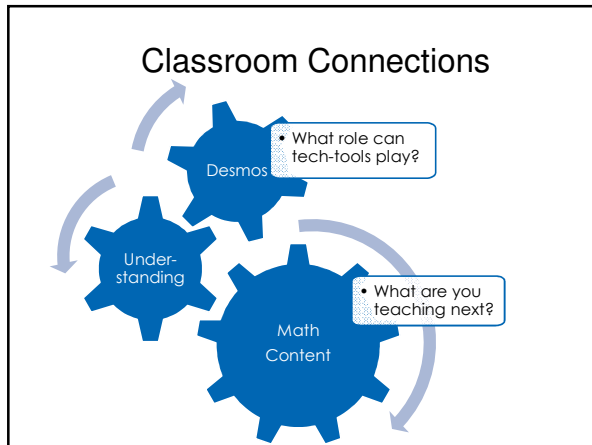 Classroom Connections
Desmos
• What role can
tech-tools play?
Under-
standing
• What are you
teaching next?
Math
Content